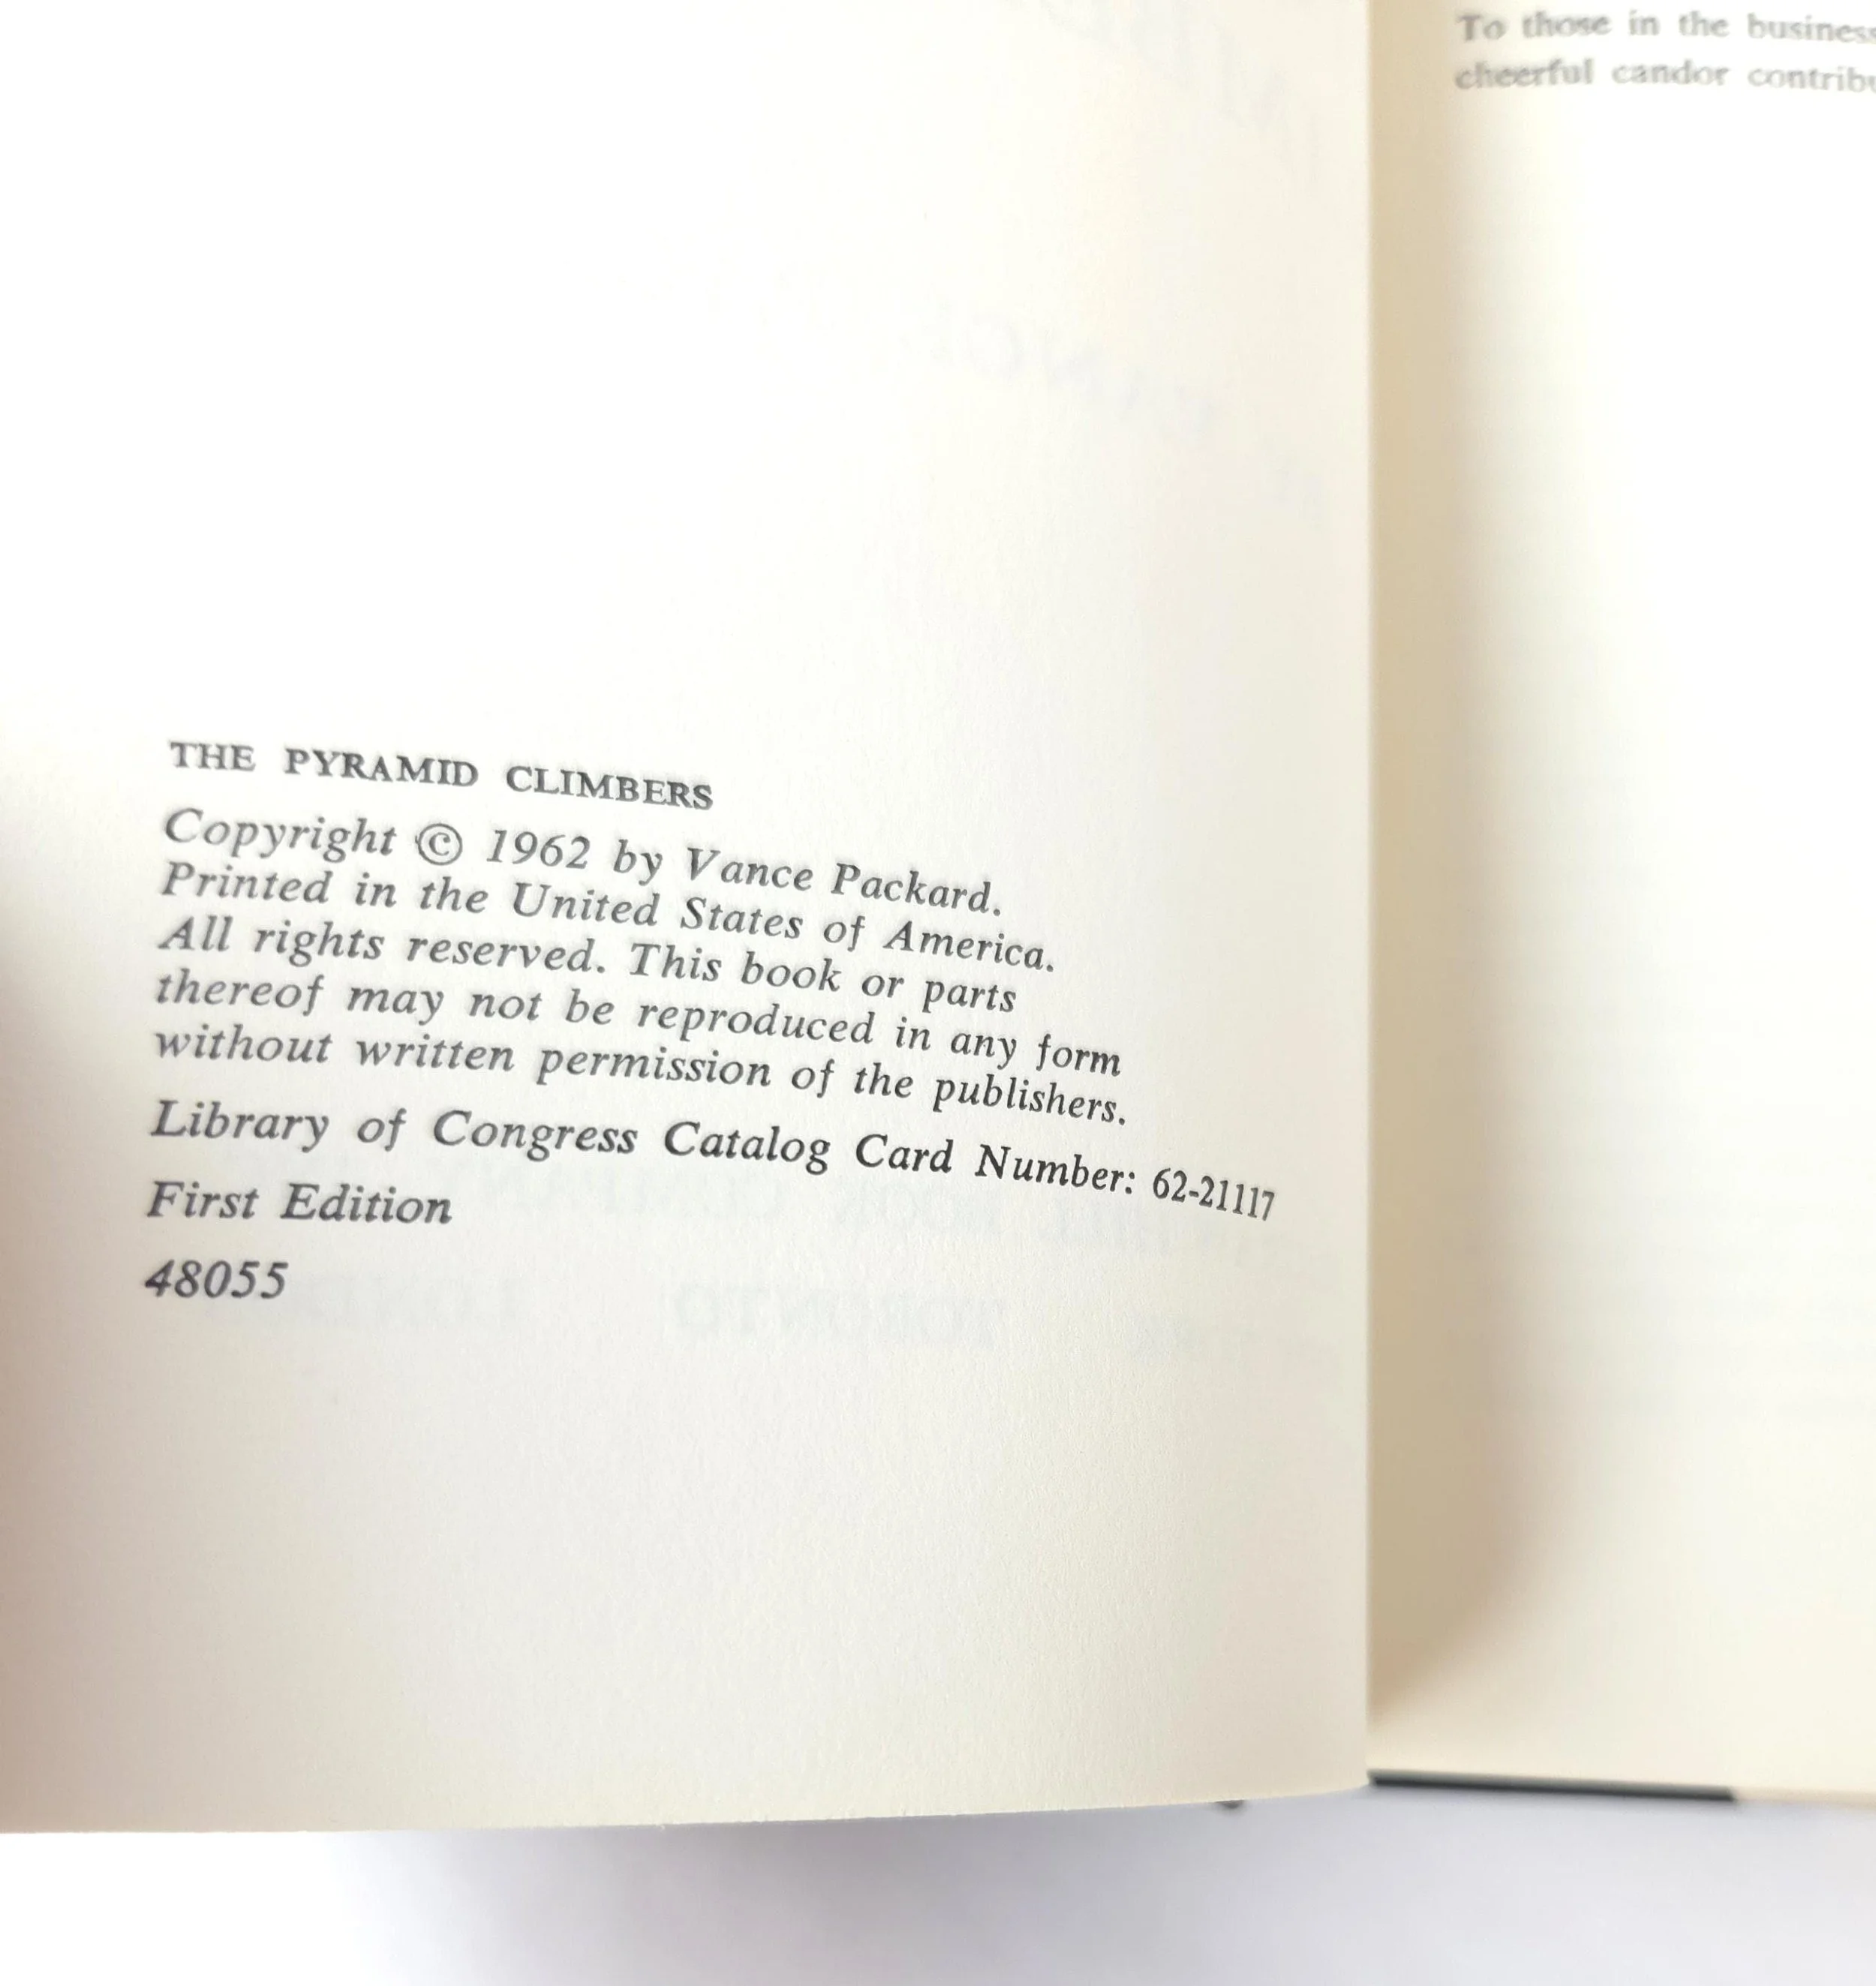 THE PYRAMID CLIMBERS
Copyright © 1962 by Vance Packard.
Printed in the United States of America.
All rights reserved. This book or parts
thereof may not be reproduced in any form
without written permission of the publishers.
Library of Congress Catalog Card Number: 62-21117
First Edition
48055
To those in the business
cheerful candor